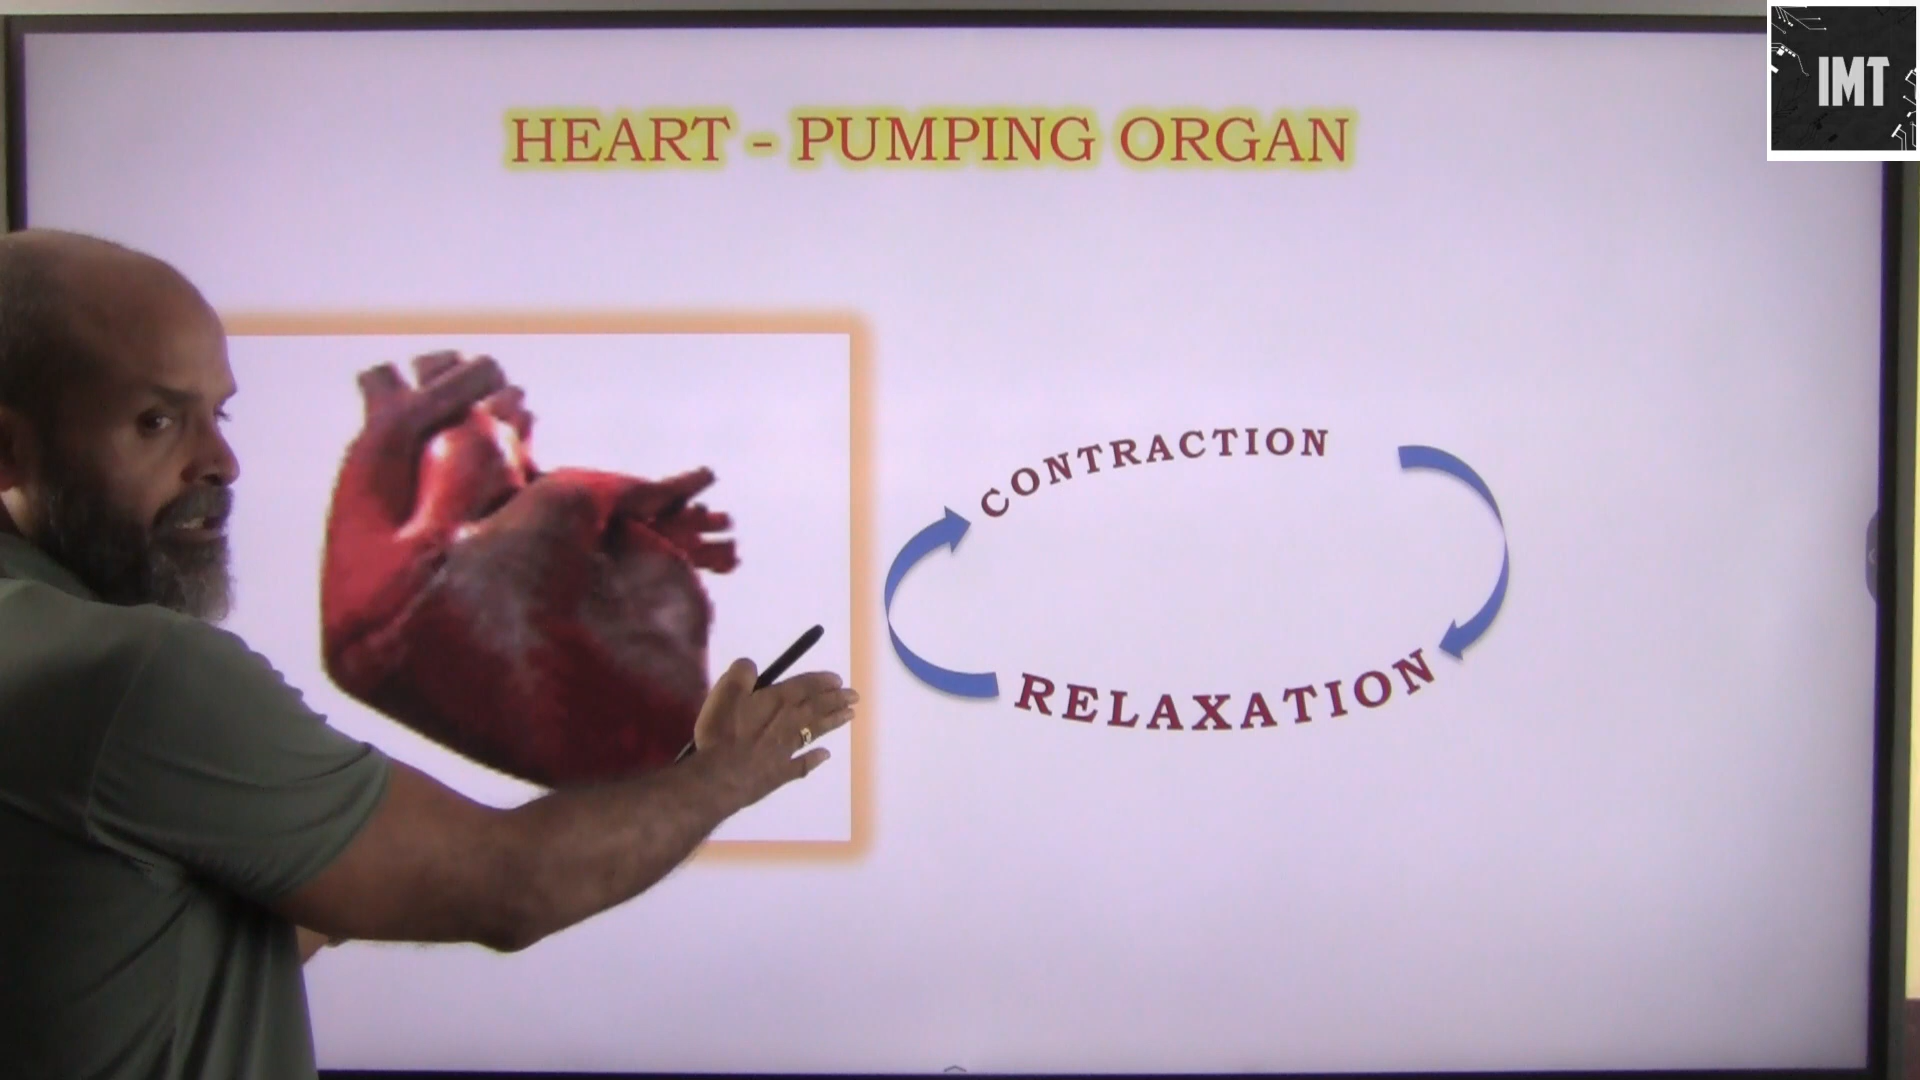 IMT
HEART - PUMPING ORGAN
CONTRACTION
RELAXATION